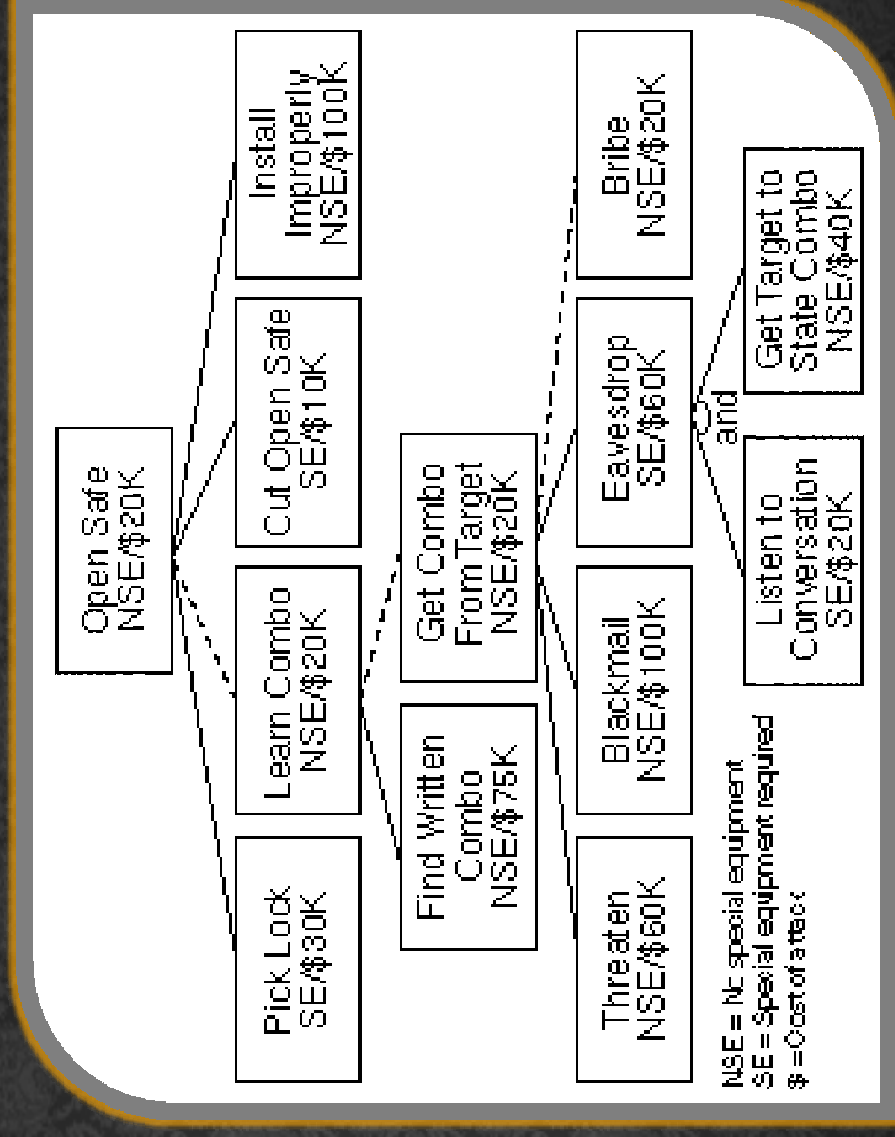 Open Safe
NSE/$20K
Pick Lock
SE/$30K
Learn Combo
NSE/$20K
Cut Open Safe
SE/$10K
Install
Improperly
NSE/$100K
Find Written
Combo
NSE/$75K
Get Combo
From Target
NSE/$20K
Threaten
NSE/$60K
Blackmail
NSE/$100K
Eavesdrop
SE/$60K
Bribe
NSE/$20K
and
Listen to
Conversation
SE/$20K
Get Target to
State Combo
NSE/$40K
NSE = No special equipment
SE = Special equipment required
$ = Cost of attack